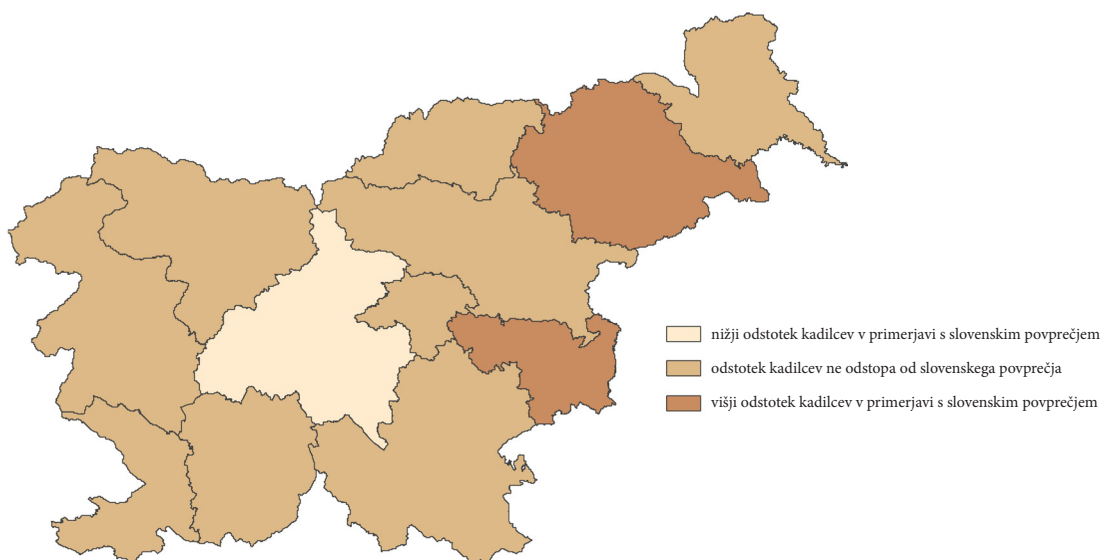 nižji odstotek kadilcev v primerjavi s slovenskim povprečjem
odstotek kadilcev ne odstopa od slovenskega povprečja
višji odstotek kadilcev v primerjavi s slovenskim povprečjem